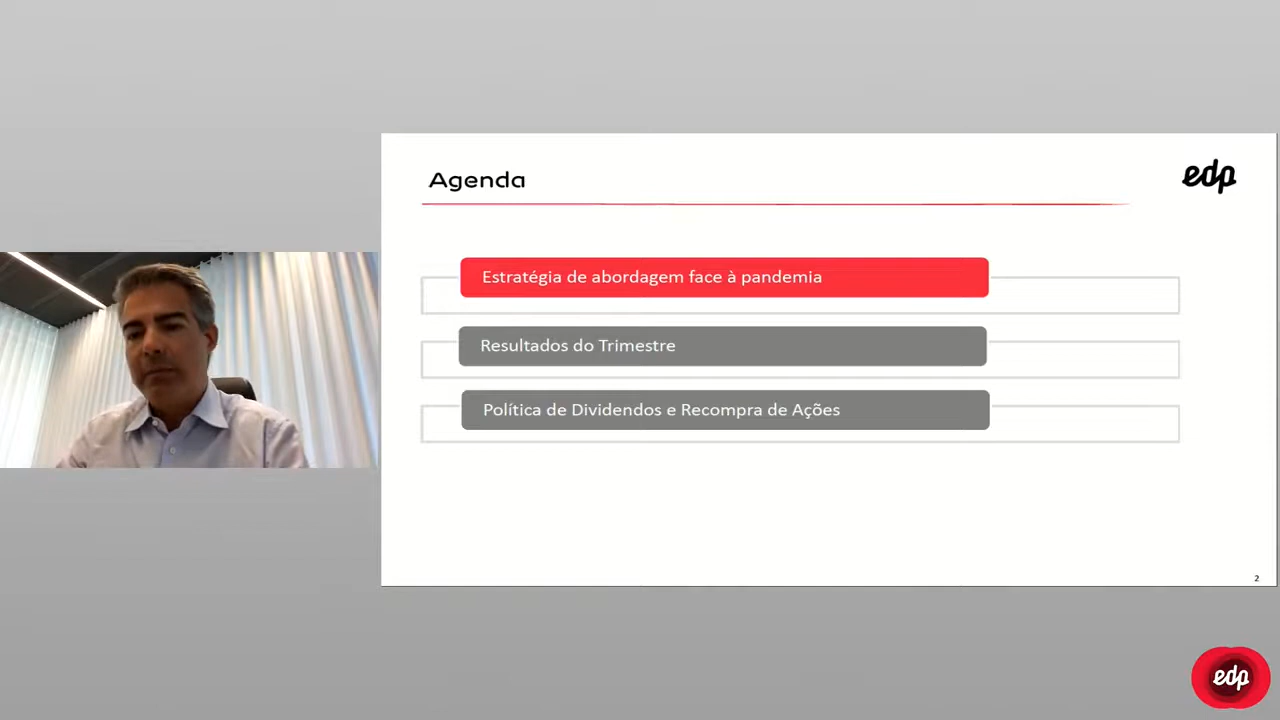 Agenda
edp
Estratégia de abordagem face à pandemia
Resultados do Trimestre
Política de Dividendos e Recompra de Ações
2
edp